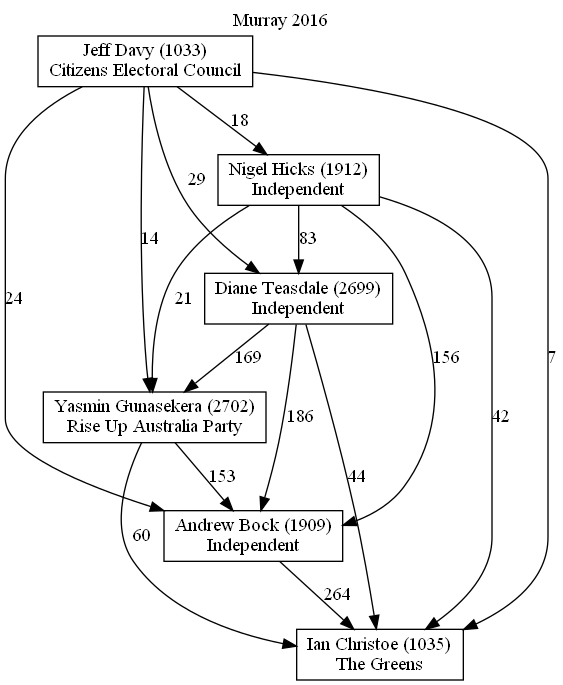 Murray 2016
Jeff Davy (1033)
Citizens Electoral Council
18
Nigel Hicks (1912)
Independent
29
14
83
Diane Teasdale (2699)
Independent
24
21
169
156
7
Yasmin Gunasekera (2702)
Rise Up Australia Party
186
42
153
44
Andrew Bock (1909)
Independent
60
264
Ian Christoe (1035)
The Greens